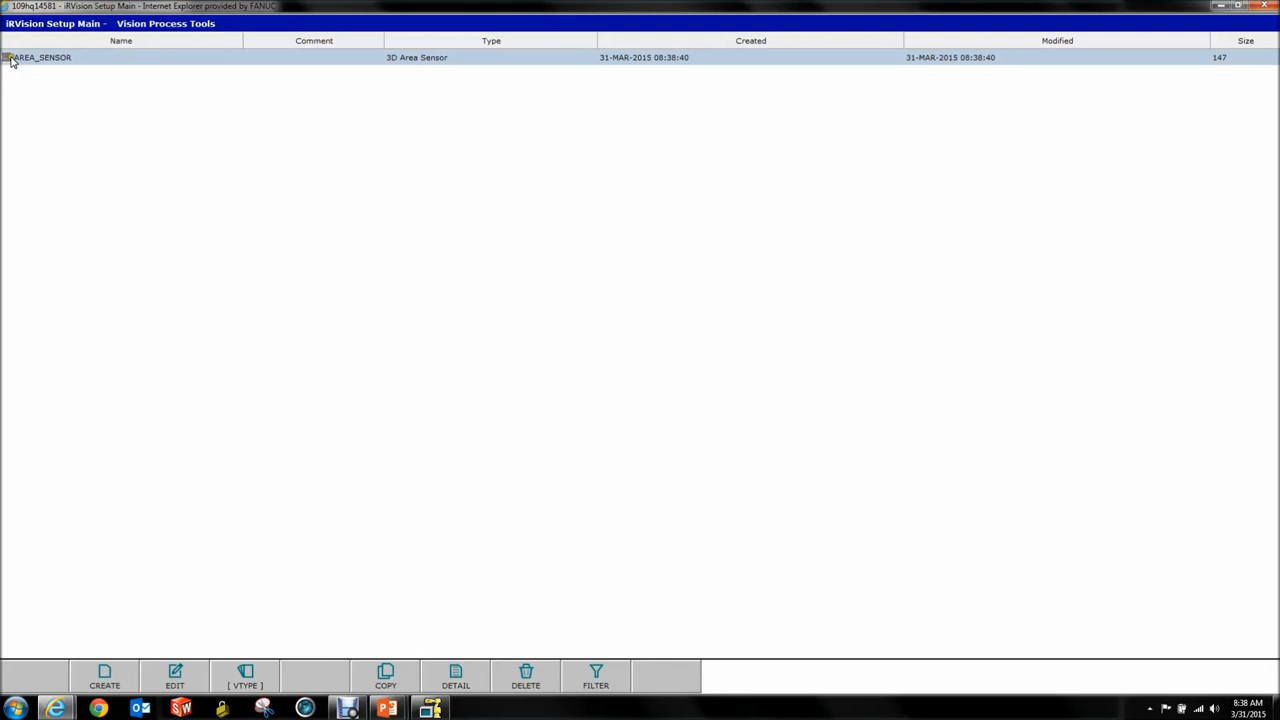 109hq14581 - iRVision Setup Main - Internet Explorer provided by FANUC
iRVision Setup Main - Vision Process Tools
Name Comment Type Created Modified Size
AREA_SENSOR 3D Area Sensor 31-MAR-2015 08:38:40 31-MAR-2015 08:38:40 147
CREATE EDIT [ VTYPE ] COPY DETAIL DELETE FILTER
8:38 AM
3/31/2015